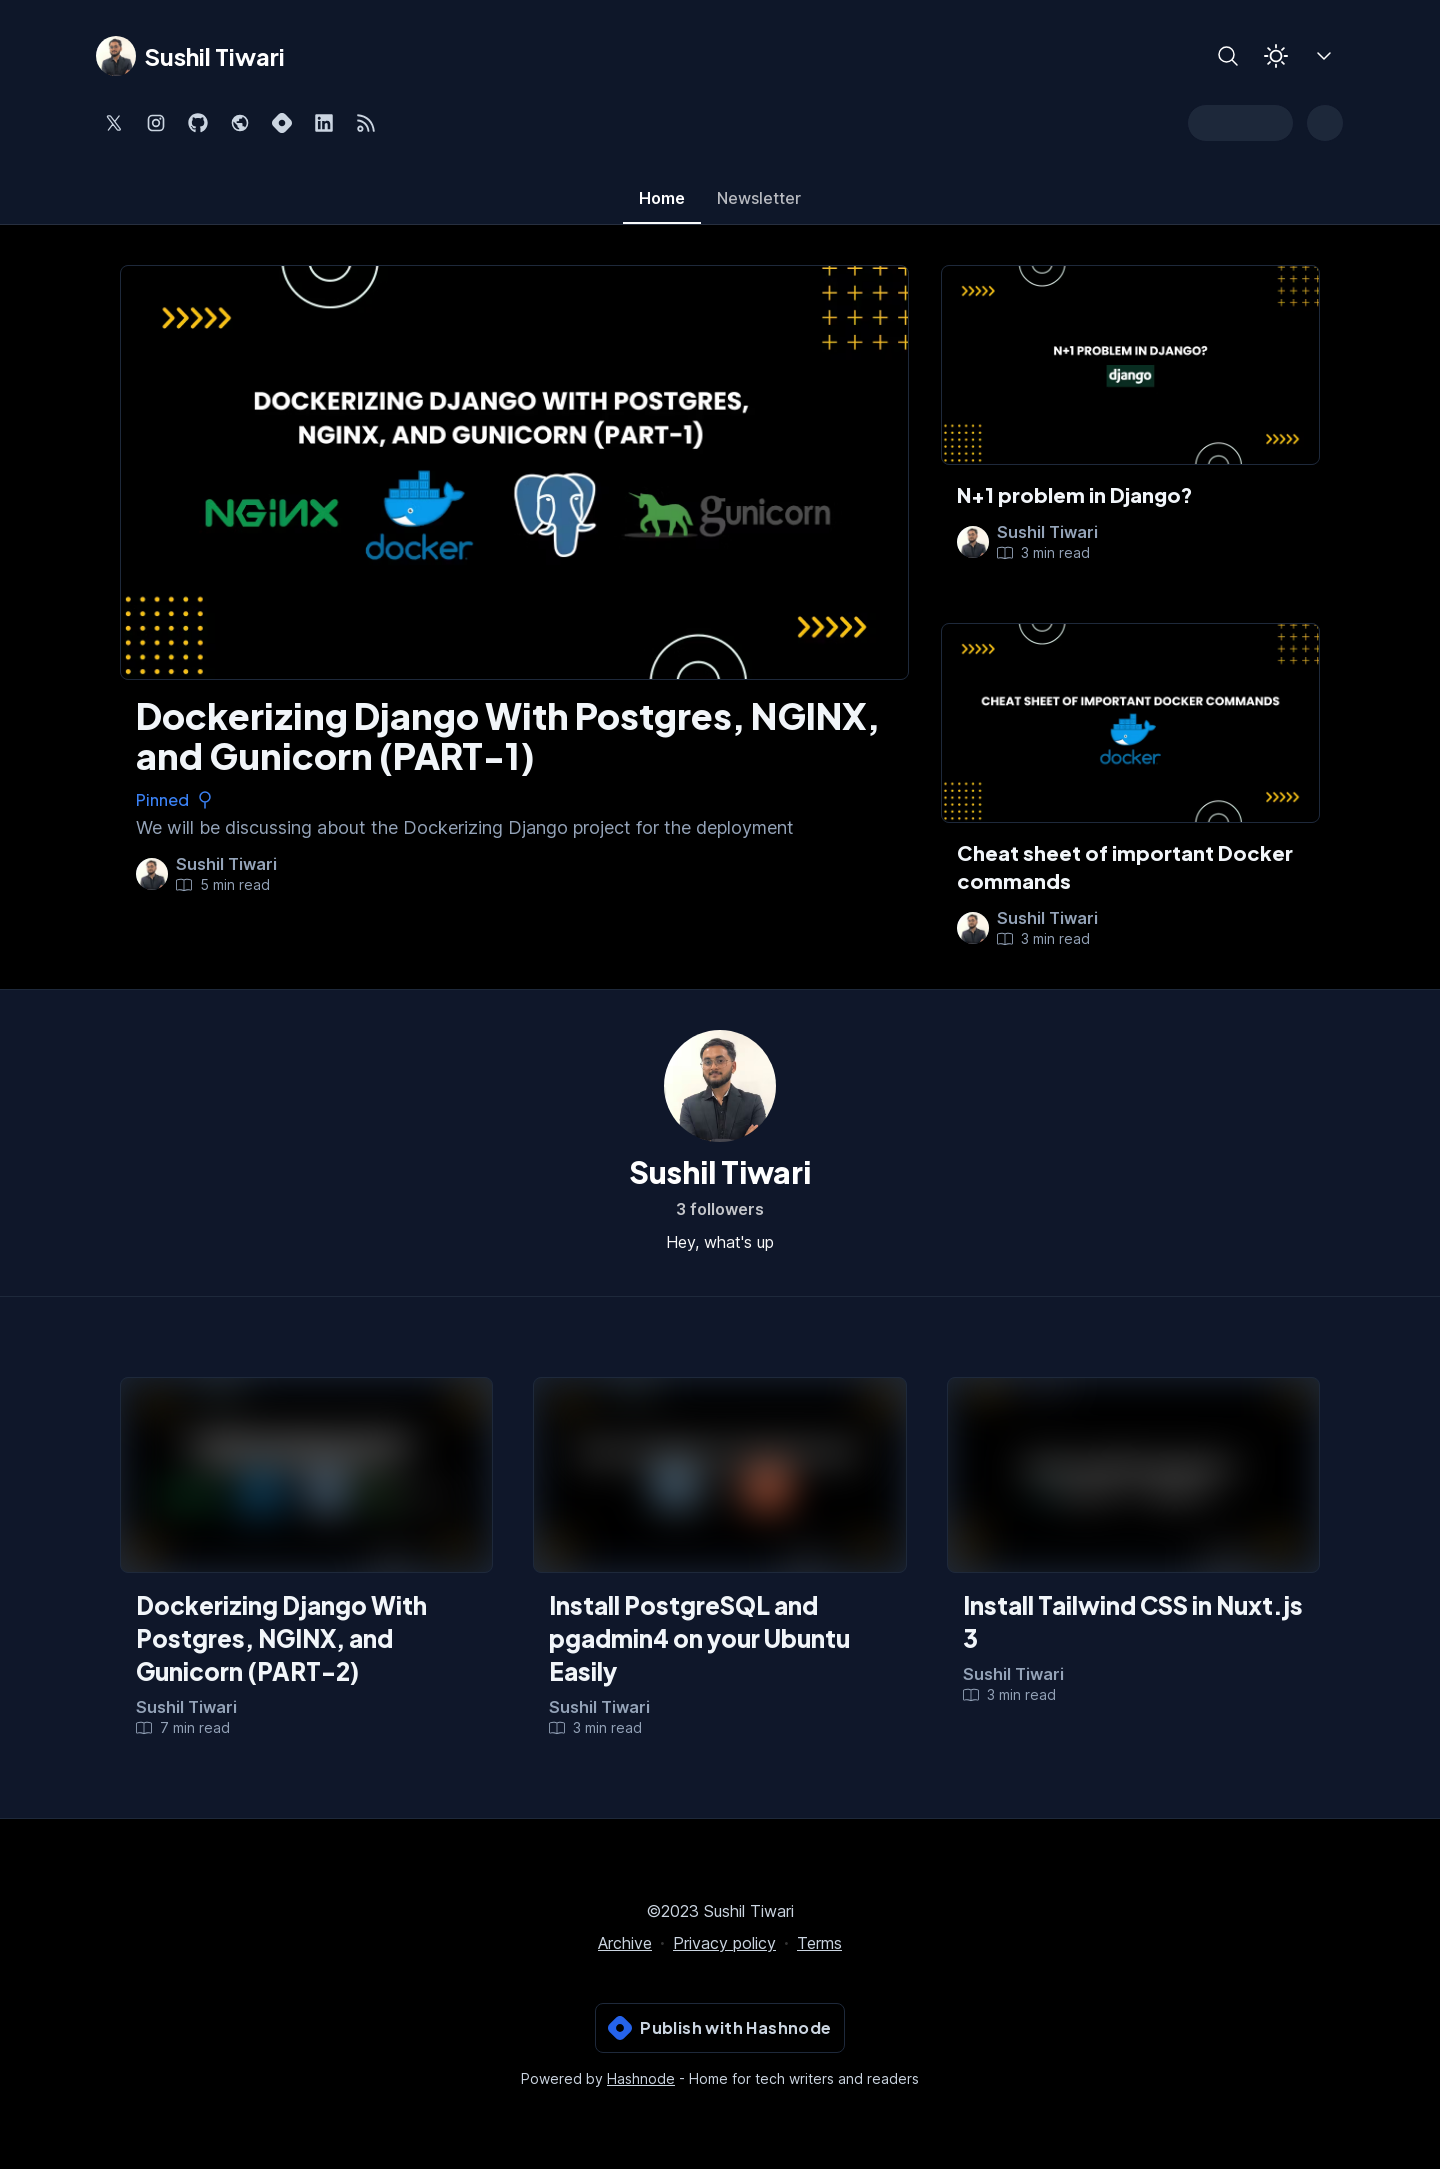 Sushil Tiwari
Home
Newsletter
DOCKERIZING DJANGO WITH POSTGRES,
NGINX, AND GUNICORN (PART-1)
NGINX
docker
gunicorn
Dockerizing Django With Postgres, NGINX,
and Gunicorn (PART-1)
Pinned
We will be discussing about the Dockerizing Django project for the deployment
Sushil Tiwari
5 min read
N+1 PROBLEM IN DJANGO?
django
N+1 problem in Django?
Sushil Tiwari
3 min read
CHEAT SHEET OF IMPORTANT DOCKER COMMANDS
docker
Cheat sheet of important Docker
commands
Sushil Tiwari
3 min read
Sushil Tiwari
3 followers
Hey, what's up
Dockerizing Django With
Postgres, NGINX, and
Gunicorn (PART-2)
Sushil Tiwari
7 min read
Install PostgreSQL and
pgadmin4 on your Ubuntu
Easily
Sushil Tiwari
3 min read
Install Tailwind CSS in Nuxt.js
3
Sushil Tiwari
3 min read
©2023 Sushil Tiwari
Archive · Privacy policy · Terms
Publish with Hashnode
Powered by Hashnode - Home for tech writers and readers